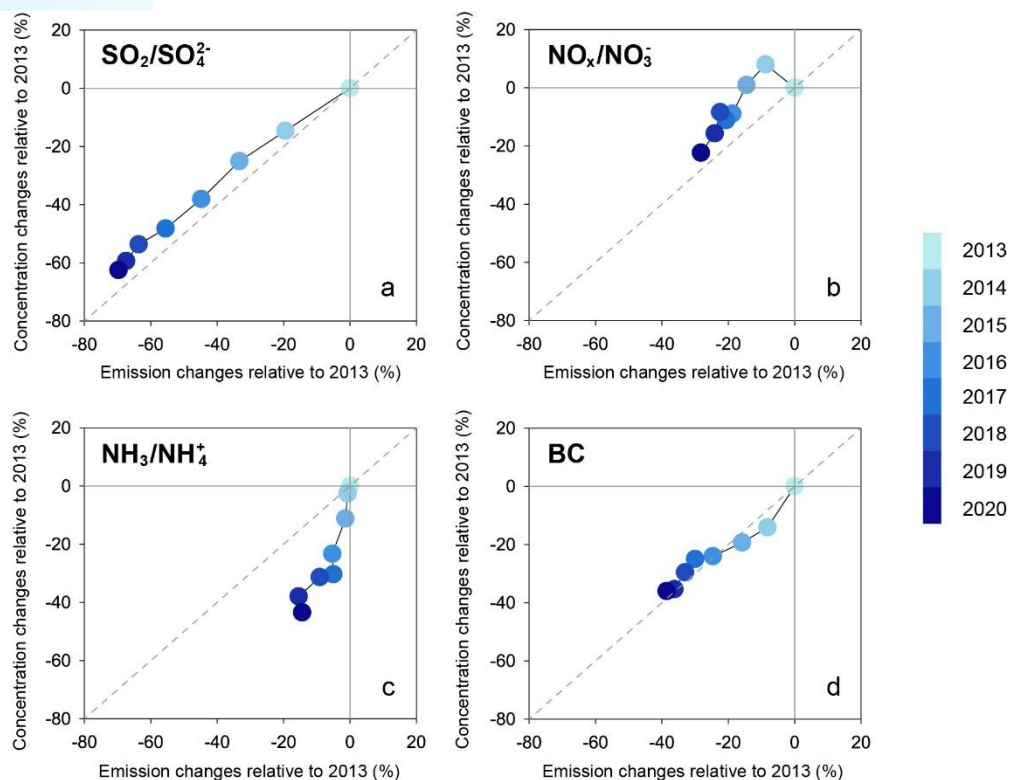 Concentration changes relative to 2013 (%)
20
0
-20
-40
-60
-80
SO₂/SO₄²⁻
a
-80 -60 -40 -20 0 20
Emission changes relative to 2013 (%)
Concentration changes relative to 2013 (%)
20
0
-20
-40
-60
-80
NOₓ/NO₃⁻
b
-80 -60 -40 -20 0 20
Emission changes relative to 2013 (%)
Concentration changes relative to 2013 (%)
20
0
-20
-40
-60
-80
NH₃/NH₄⁺
c
-80 -60 -40 -20 0 20
Emission changes relative to 2013 (%)
Concentration changes relative to 2013 (%)
20
0
-20
-40
-60
-80
BC
d
-80 -60 -40 -20 0 20
Emission changes relative to 2013 (%)
2013
2014
2015
2016
2017
2018
2019
2020